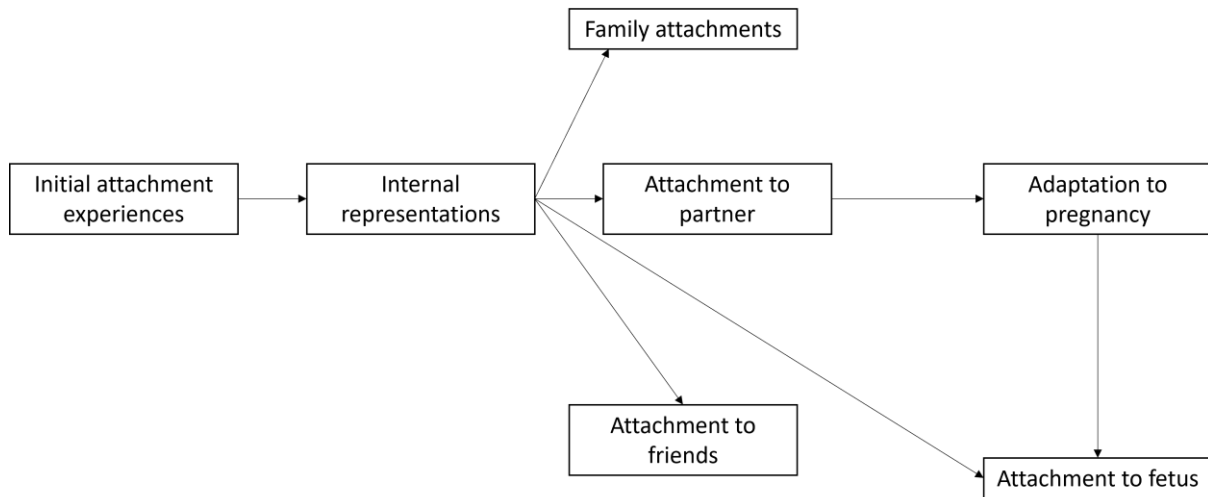 Family attachments
Initial attachment
experiences
Internal
representations
Attachment to
partner
Adaptation to
pregnancy
Attachment to
friends
Attachment to fetus